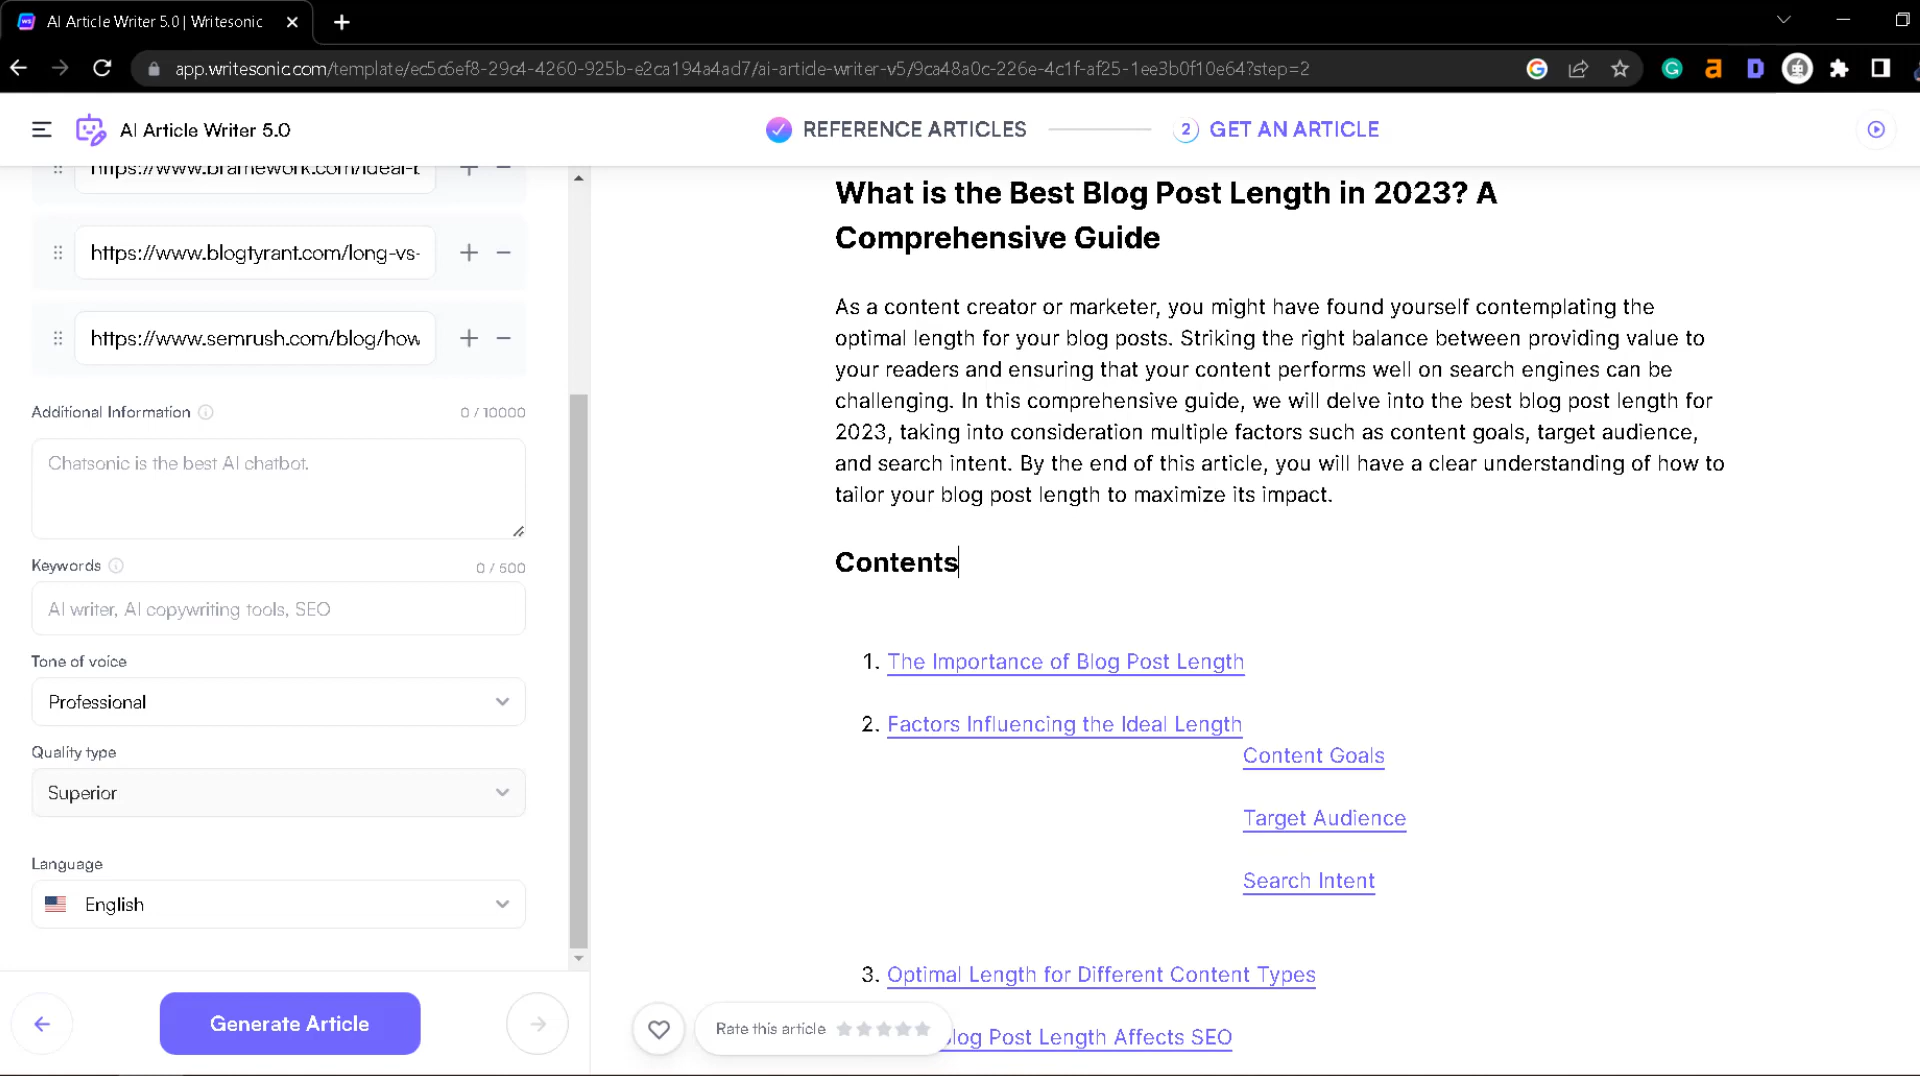 AI Article Writer 5.0 | Writesonic
app.writesonic.com/template/ec5c6ef8-29c4-4260-925b-e2ca194a4ad7/ai-article-writer-v5/9ca48a0c-226e-4c1f-af25-1ee3b0f10e64?step=2
AI Article Writer 5.0
REFERENCE ARTICLES
2 GET AN ARTICLE
https://www.bramework.com/ideal-b
https://www.blogtyrant.com/long-vs-
https://www.semrush.com/blog/how
Additional Information 0 / 10000
Chatsonic is the best AI chatbot.
Keywords 0 / 500
AI writer, AI copywriting tools, SEO
Tone of voice
Professional
Quality type
Superior
Language
English
Generate Article
What is the Best Blog Post Length in 2023? A
Comprehensive Guide
As a content creator or marketer, you might have found yourself contemplating the
optimal length for your blog posts. Striking the right balance between providing value to
your readers and ensuring that your content performs well on search engines can be
challenging. In this comprehensive guide, we will delve into the best blog post length for
2023, taking into consideration multiple factors such as content goals, target audience,
and search intent. By the end of this article, you will have a clear understanding of how to
tailor your blog post length to maximize its impact.
Contents
1. The Importance of Blog Post Length
2. Factors Influencing the Ideal Length
Content Goals
Target Audience
Search Intent
3. Optimal Length for Different Content Types
log Post Length Affects SEO
Rate this article